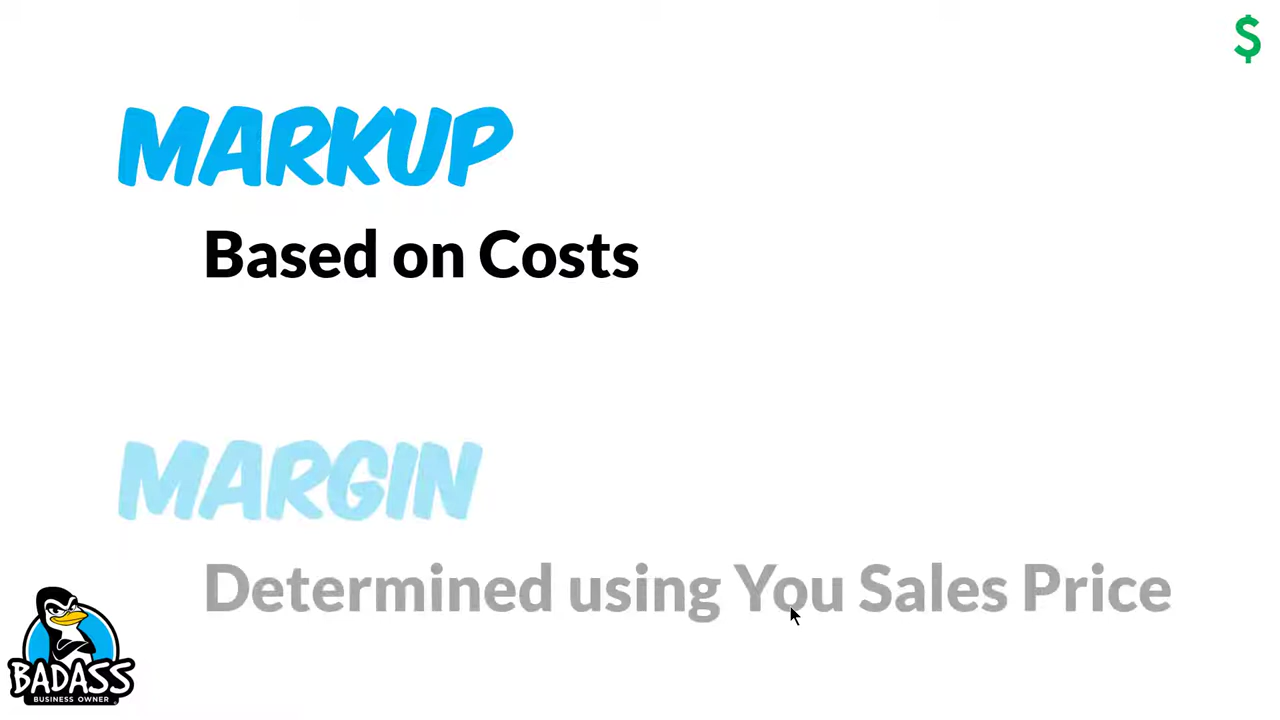 $
MARKUP
Based on Costs
MARGIN
Determined using You Sales Price
BADASS
BUSINESS OWNER